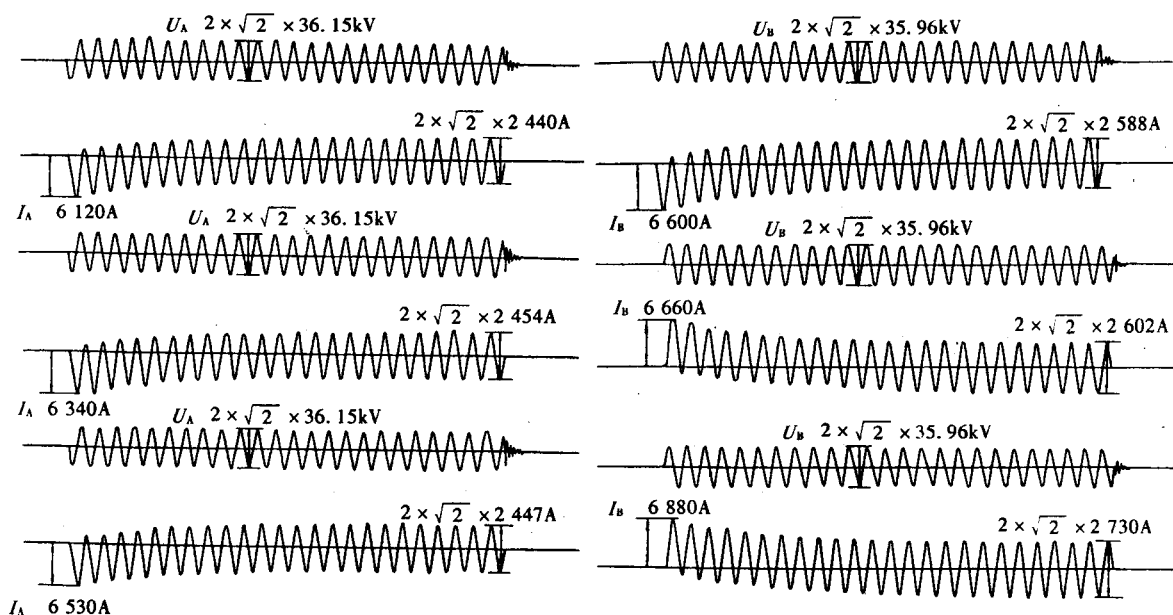 U_A 2×√2×36.15kV
2×√2×2 440A
I_A 6 120A
U_A 2×√2×36.15kV
2×√2×2 454A
I_A 6 340A
U_A 2×√2×36.15kV
2×√2×2 447A
I_A 6 530A
U_B 2×√2×35.96kV
2×√2×2 588A
I_B 6 600A
U_B 2×√2×35.96kV
I_B 6 660A
2×√2×2 602A
U_B 2×√2×35.96kV
I_B 6 880A
2×√2×2 730A